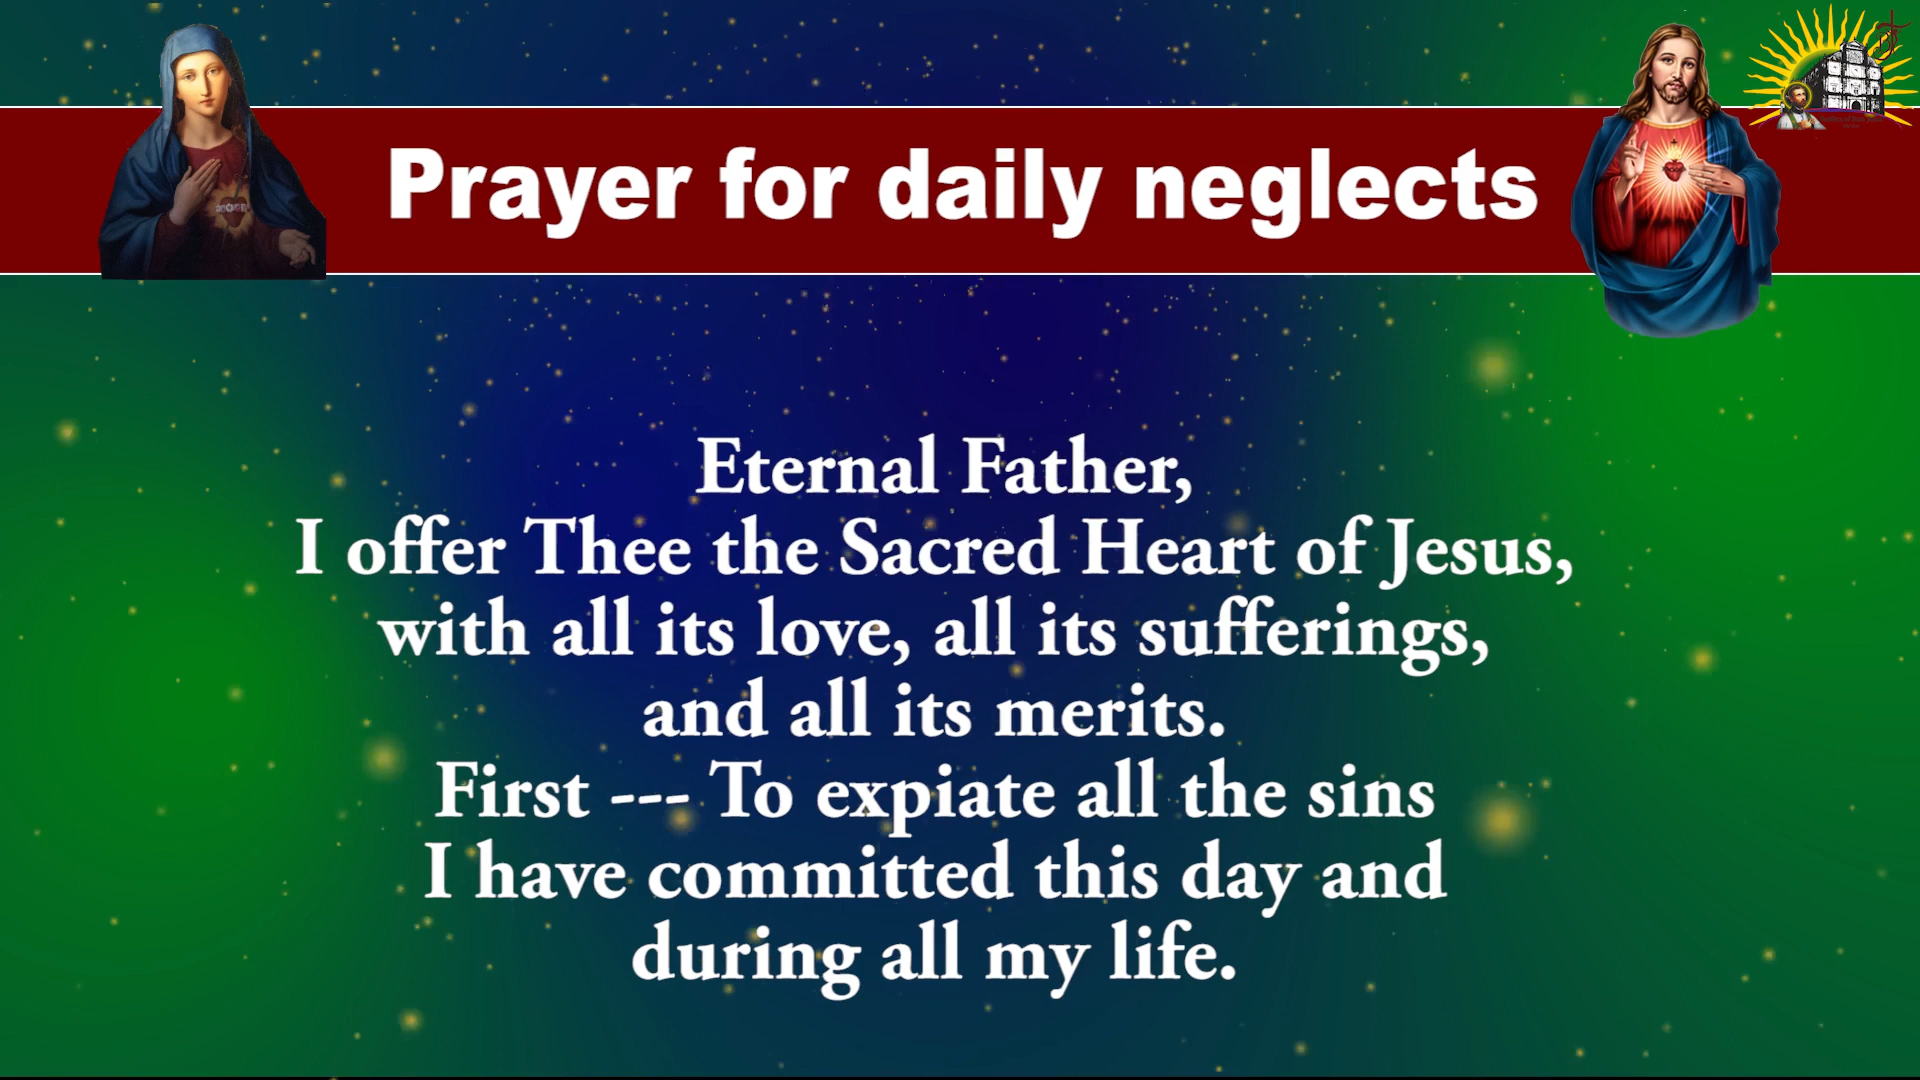 Prayer for daily neglects
Eternal Father,
I offer Thee the Sacred Heart of Jesus,
with all its love, all its sufferings,
and all its merits.
First --- To expiate all the sins
I have committed this day and
during all my life.